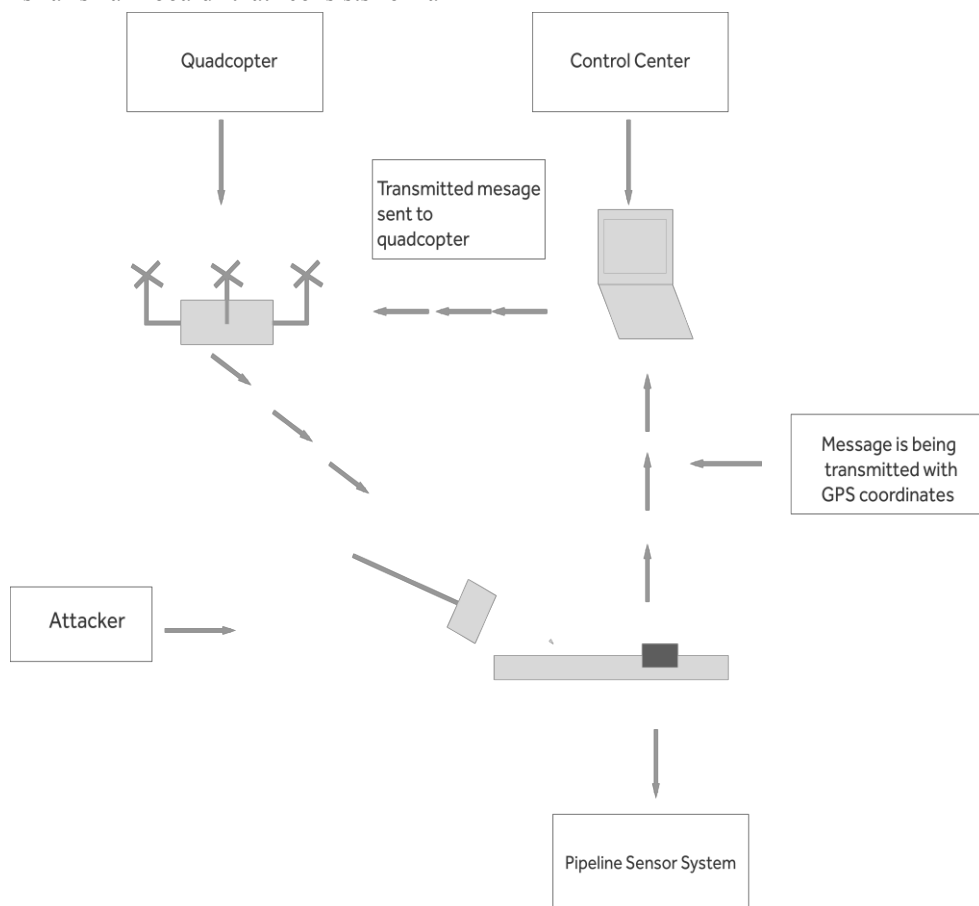 Quadcopter
Control Center
Transmitted mesage
sent to
quadcopter
Message is being
transmitted with
GPS coordinates
Attacker
Pipeline Sensor System